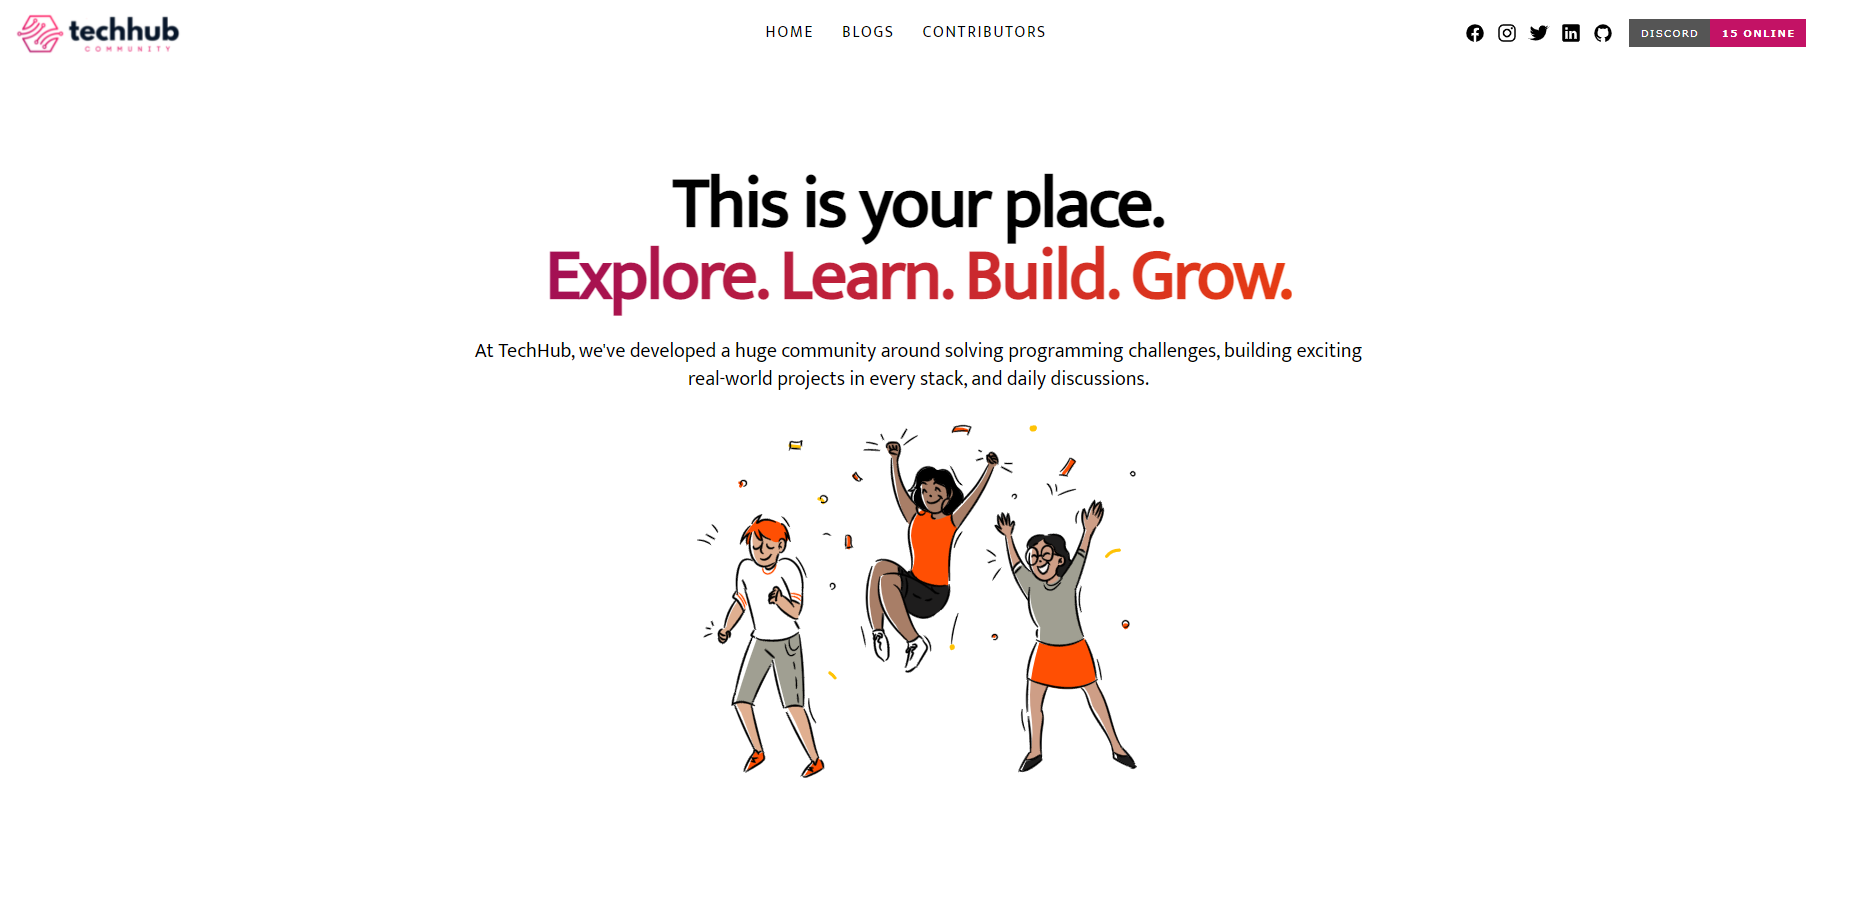 techhub
COMMUNITY
HOME BLOGS CONTRIBUTORS
DISCORD 15 ONLINE
This is your place.
Explore. Learn. Build. Grow.
At TechHub, we've developed a huge community around solving programming challenges, building exciting
real-world projects in every stack, and daily discussions.